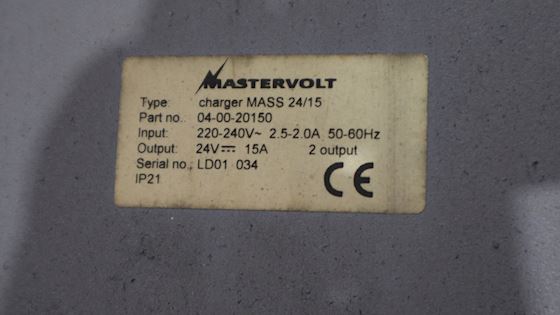 MASTERVOLT
Type: charger MASS 24/15
Part no.: 04-00-20150
Input: 220-240V~ 2.5-2.0A 50-60Hz
Output: 24V⎓ 15A 2 output
Serial no.: LD01 034
IP21
CE